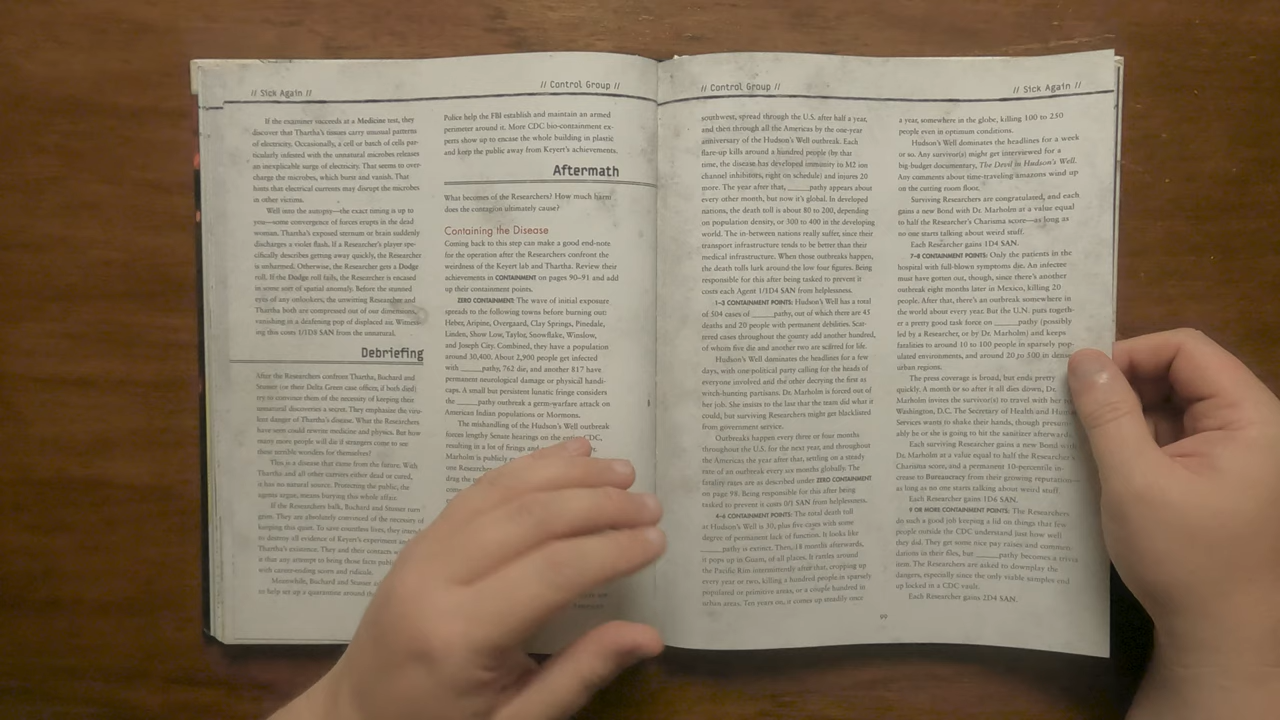 // Sick Again //
// Control Group //
If the examiner succeeds at a Medicine test, they
discover that Thartha's tissues carry unusual patterns
of electricity. Occasionally, a cell or batch of cells par-
ticularly infested with the unnatural microbes releases
an inexplicable surge of electricity. That seems to over-
charge the microbes, which burst and vanish. That
hints that electrical currents may disrupt the microbes
in other victims.
Well into the autopsy—the exact timing is up to
you—some convergence of forces erupts in the dead
woman. Thartha's exposed sternum or brain suddenly
discharges a violet flash. If a Researcher's player spe-
cifically describes getting away quickly, the Researcher
is unharmed. Otherwise, the Researcher gets a Dodge
roll. If the Dodge roll fails, the Researcher is encased
in some sort of spatial anomaly. Before the stunned
eyes of any onlookers, the unwitting Researcher and
Thartha both are compressed out of our dimensions,
vanishing in a deafening pop of displaced air. Witness-
ing this costs 1/1D8 SAN from the unnatural.
Debriefing
After the Researchers confront Thartha, Buchard and
Stasser (or their Delta Green case officers, if both died)
try to convince them of the necessity of keeping their
unnatural discoveries a secret. They emphasize the viru-
lent danger of Thartha's disease. What the Researchers
have seen could rewrite medicine and physics. But how
many more people will die if strangers come to see
these terrible wonders for themselves?
This is a disease that came from the future. With
Thartha and all other carriers either dead or cured,
it has no natural source. Protecting the public, the
agents argue, means burying this whole affair.
If the Researchers balk, Buchard and Stasser turn
grim. They are absolutely convinced of the necessity of
keeping this quiet. To save countless lives, they
to destroy all evidence of Keyert's experiment
Thartha's existence. They and their contacts
that any attempt to bring those facts
with career-ending scorn and ridicule.
Meanwhile, Buchard and Stasser
to help set up a quarantine around
Police help the FBI establish and maintain an armed
perimeter around it. More CDC bio-containment ex-
perts show up to encase the whole building in plastic
and keep the public away from Keyert's achievements.
Aftermath
What becomes of the Researchers? How much harm
does the contagion ultimately cause?
Containing the Disease
Coming back to this step can make a good end-note
for the operation after the Researchers confront the
weirdness of the Keyert lab and Thartha. Review their
achievements in CONTAINMENT on pages 90–91 and add
up their containment points.
ZERO CONTAINMENT: The wave of initial exposure
spreads to the following towns before burning out:
Heber, Aripine, Overgaard, Clay Springs, Pinedale,
Linden, Show Low, Taylor, Snowflake, Winslow,
and Joseph City. Combined, they have a population
around 30,400. About 2,900 people get infected
with _____pathy, 762 die, and another 817 have
permanent neurological damage or physical handi-
caps. A small but persistent lunatic fringe considers
the _____pathy outbreak a germ-warfare attack on
American Indian populations or Mormons.
The mishandling of the Hudson's Well outbreak
forces lengthy Senate hearings on the entire CDC,
resulting in a lot of firings and
Marholm is publicly
one Researcher
drag the
// Control Group //
// Sick Again //
southwest, spread through the U.S. after half a year,
and then through all the Americas by the one-year
anniversary of the Hudson's Well outbreak. Each
flare-up kills around a hundred people (by that
time, the disease has developed immunity to M2 ion
channel inhibitors, right on schedule) and injures 20
more. The year after that, _____pathy appears about
every other month, but now it's global. In developed
nations, the death toll is about 80 to 200, depending
on population density, or 300 to 400 in the developing
world. The in-between nations really suffer, since their
transport infrastructure tends to be better than their
medical infrastructure. When those outbreaks happen,
the death tolls lurk around the low four figures. Being
responsible for this after being tasked to prevent it
costs each Agent 1/1D4 SAN from helplessness.
1–3 CONTAINMENT POINTS: Hudson's Well has a total
of 504 cases of _____pathy, out of which there are 45
deaths and 20 people with permanent debilities. Scat-
tered cases throughout the county add another hundred,
of whom five die and another two are scarred for life.
Hudson's Well dominates the headlines for a few
days, with one political party calling for the heads of
everyone involved and the other decrying the first as
witch-hunting partisans. Dr. Marholm is forced out of
her job. She insists to the last that the team did what it
could, but surviving Researchers might get blacklisted
from government service.
Outbreaks happen every three or four months
throughout the U.S. for the next year, and throughout
the Americas the year after that, settling on a steady
rate of an outbreak every six months globally. The
fatality rates are as described under ZERO CONTAINMENT
on page 98. Being responsible for this after being
tasked to prevent it costs 0/1 SAN from helplessness.
4–6 CONTAINMENT POINTS: The total death toll
at Hudson's Well is 30, plus five cases with some
degree of permanent lack of function. It looks like
_____pathy is extinct. Then, 18 months afterwards,
it pops up in Guam, of all places. It rattles around
the Pacific Rim intermittently after that, cropping up
every year or two, killing a hundred people in sparsely
populated or primitive areas, or a couple hundred in
urban areas. Ten years on, it comes up steadily once
a year, somewhere in the globe, killing 100 to 250
people even in optimum conditions.
Hudson's Well dominates the headlines for a week
or so. Any survivor(s) might get interviewed for a
big-budget documentary, The Devil in Hudson's Well.
Any comments about time-traveling amazons wind up
on the cutting room floor.
Surviving Researchers are congratulated, and each
gains a new Bond with Dr. Marholm at a value equal
to half the Researcher's Charisma score—as long as
no one starts talking about weird stuff.
Each Researcher gains 1D4 SAN.
7–8 CONTAINMENT POINTS: Only the patients in the
hospital with full-blown symptoms die. An infectee
must have gotten out, though, since there's another
outbreak eight months later in Mexico, killing 20
people. After that, there's an outbreak somewhere in
the world about every year. But the U.N. puts togeth-
er a pretty good task force on _____pathy (possibly
led by a Researcher, or by Dr. Marholm) and keeps
fatalities to around 10 to 100 people in sparsely pop-
ulated environments, and around 20 to 500 in dense
urban regions.
The press coverage is broad, but ends pretty
quickly. A month or so after it all dies down, Dr.
Marholm invites the survivor(s) to travel with her to
Washington, D.C. The Secretary of Health and Human
Services wants to shake their hands, though
ably he or she is going to hit the sanitizer afterwards.
Each surviving Researcher gains a new Bond with
Dr. Marholm at a value equal to half the Researcher's
Charisma score, and a permanent 10-percentile in-
crease to Bureaucracy from their growing reputation—
as long as no one starts talking about weird stuff.
Each Researcher gains 1D6 SAN.
9 OR MORE CONTAINMENT POINTS: The Researchers
do such a good job keeping a lid on things that few
people outside the CDC understand just how well
they did. They get some nice pay raises and commen-
dations in their files, but _____pathy becomes a trivia
item. The Researchers are asked to downplay the
dangers, especially since the only viable samples end
up locked in a CDC vault.
Each Researcher gains 2D4 SAN.
99